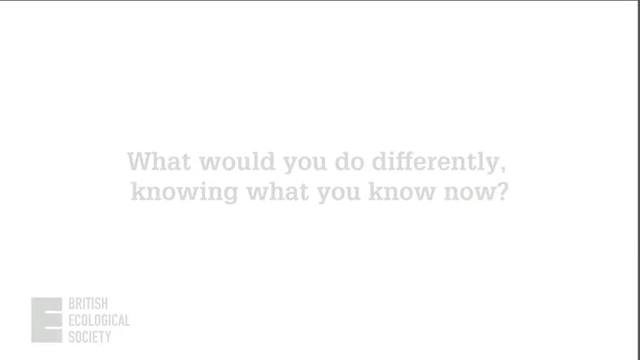 What would you do differently,
knowing what you know now?
BRITISH
ECOLOGICAL
SOCIETY